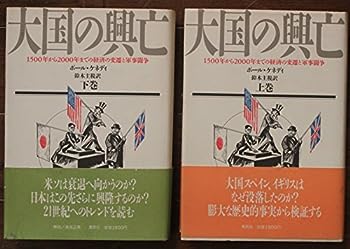 大国の興亡
1500年から2000年までの経済の変遷と軍事闘争
ポール・ケネディ
鈴木主税訳
下巻
米ソは衰退へ向かうのか?
日本はこの先さらに興隆するのか?
21世紀へのトレンドを読む
大国の興亡
1500年から2000年までの経済の変遷と軍事闘争
ポール・ケネディ
鈴木主税訳
上巻
大国スペイン、イギリスは
なぜ没落したのか?
膨大な歴史的事実から検証する